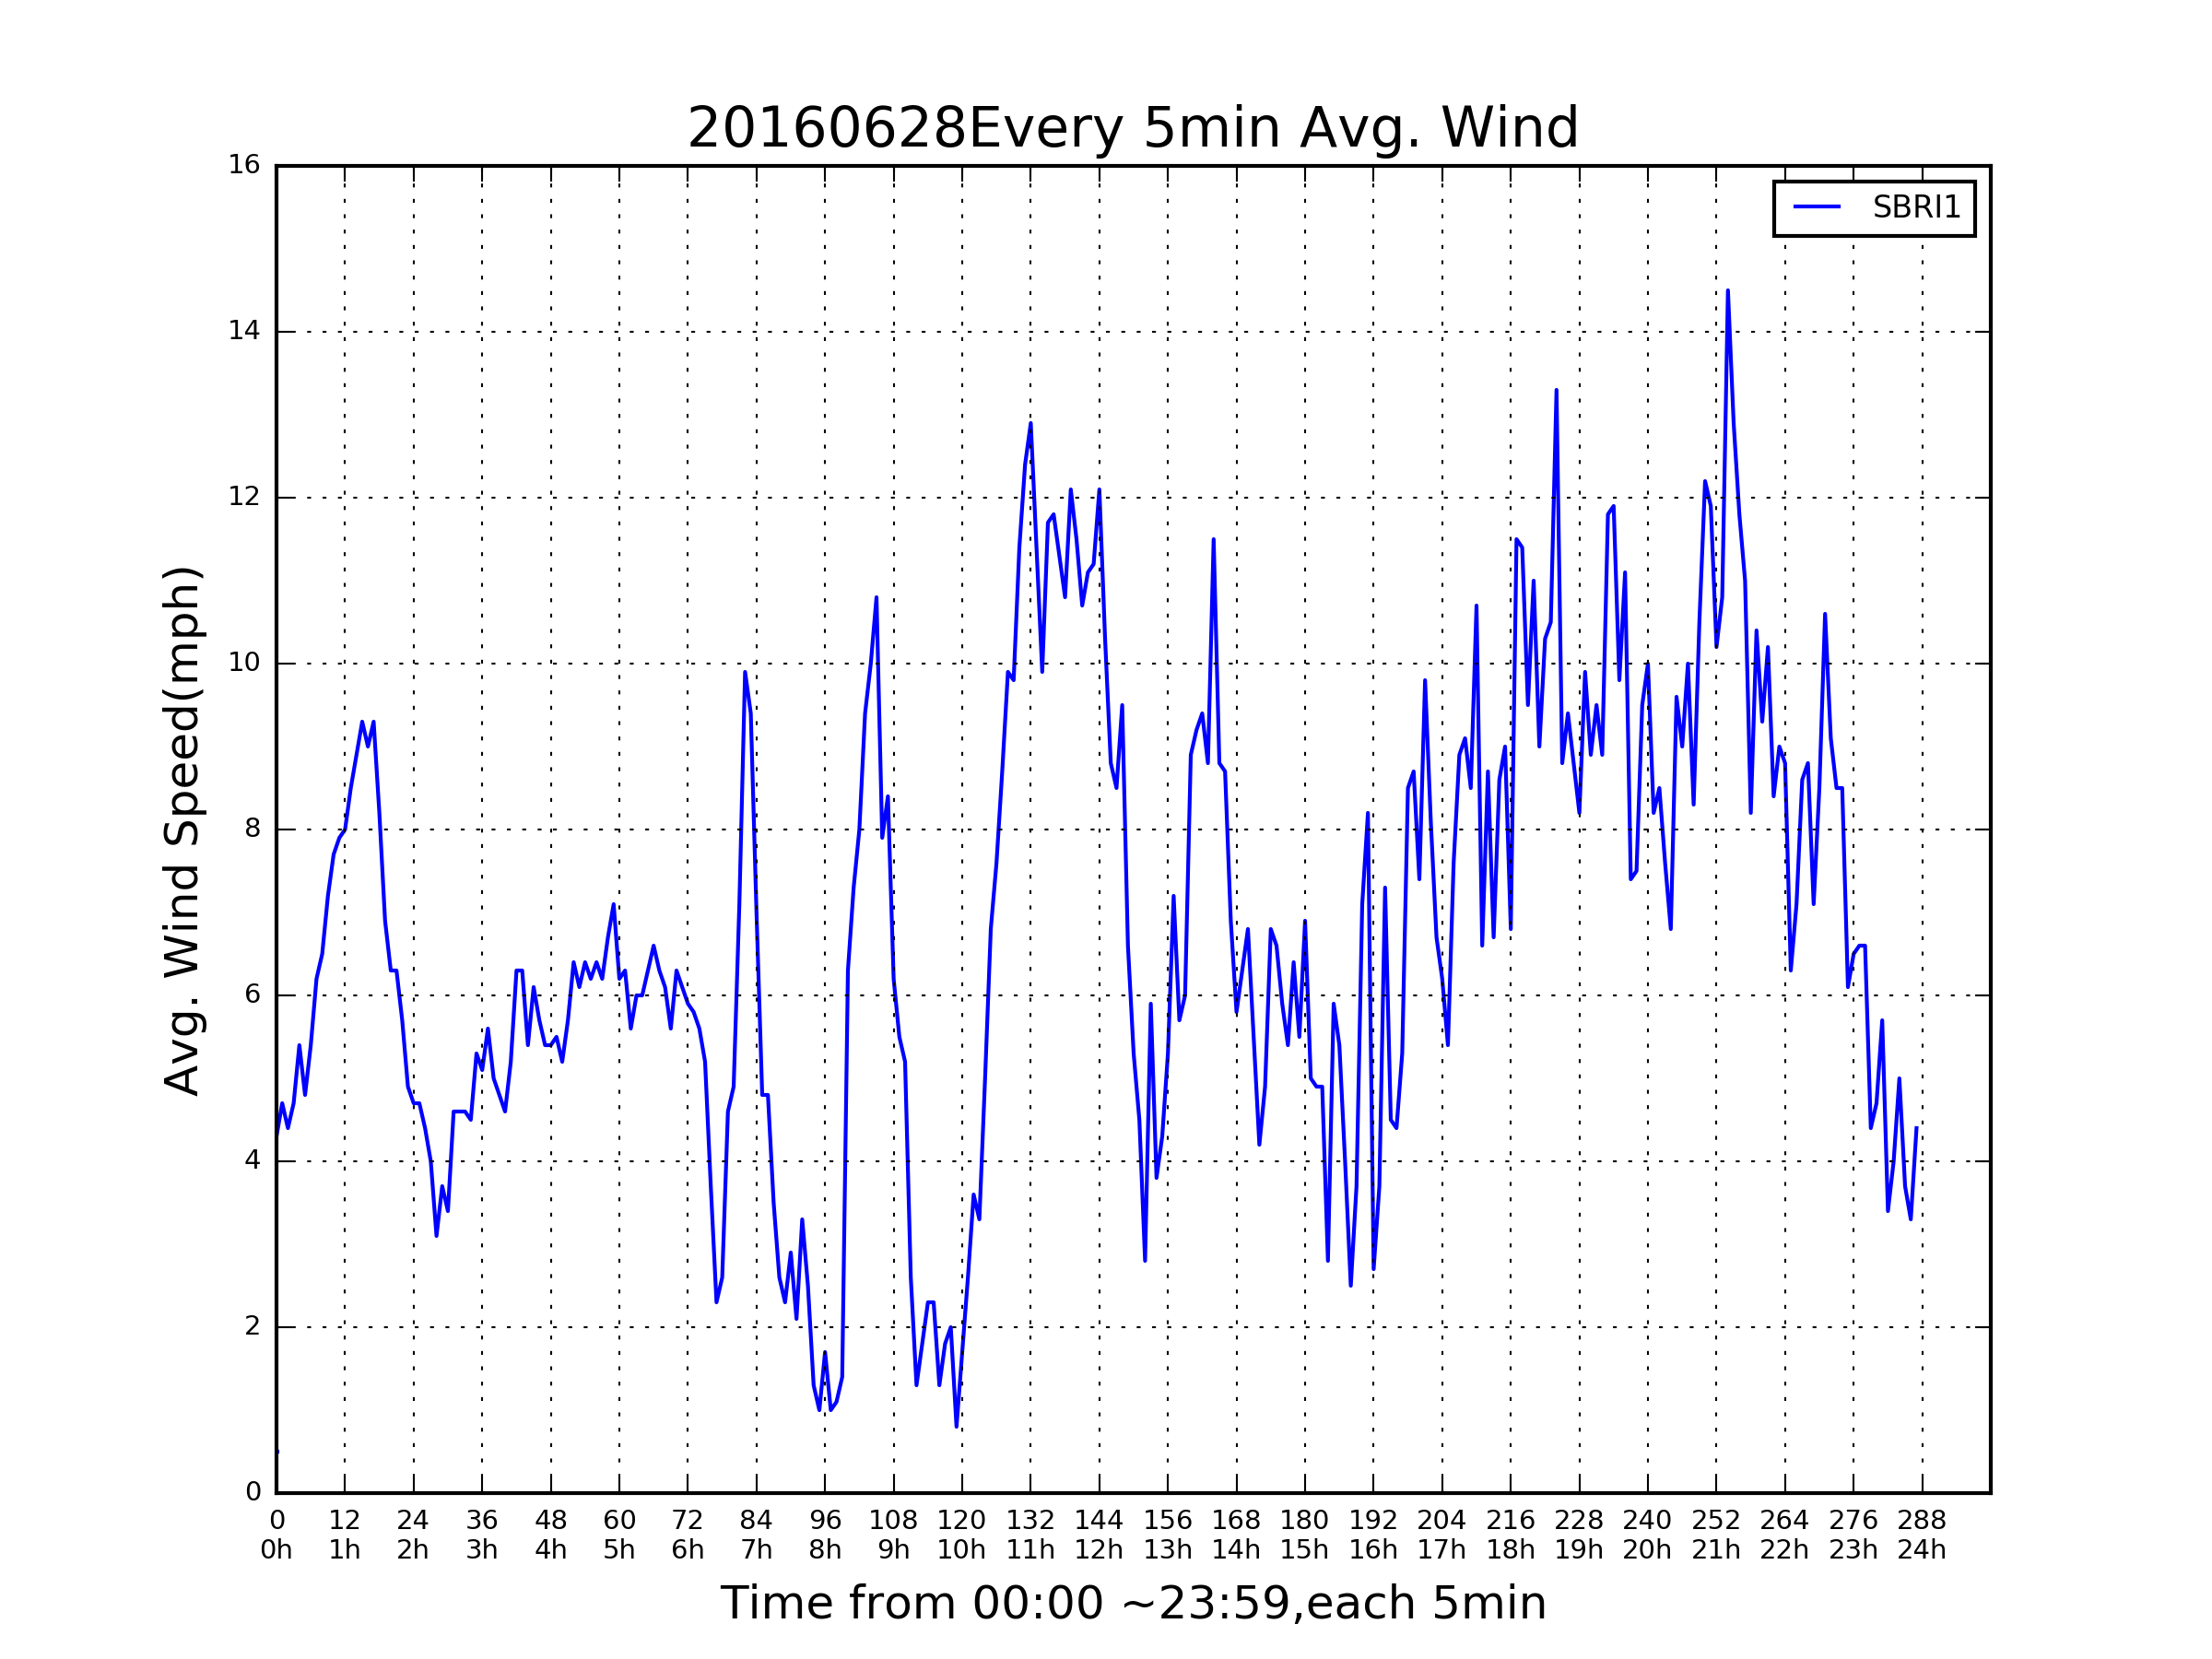 20160628Every 5min Avg. Wind
SBRI1
Avg. Wind Speed(mph)
16
14
12
10
8
6
4
2
0
0 12 24 36 48 60 72 84 96 108 120 132 144 156 168 180 192 204 216 228 240 252 264 276 288
0h 1h 2h 3h 4h 5h 6h 7h 8h 9h 10h 11h 12h 13h 14h 15h 16h 17h 18h 19h 20h 21h 22h 23h 24h
Time from 00:00 ~23:59,each 5min